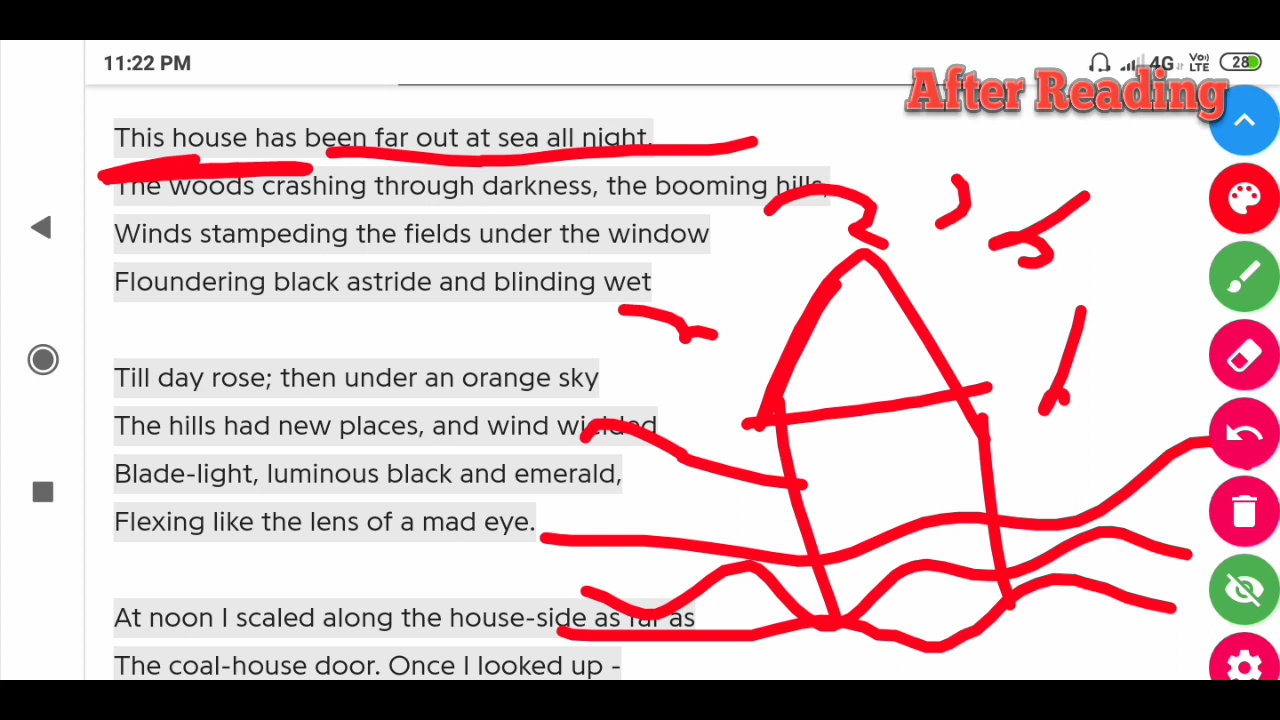 11:22 PM
4G
Vo) LTE
28
After Reading
This house has been far out at sea all night,
The woods crashing through darkness, the booming hills,
Winds stampeding the fields under the window
Floundering black astride and blinding wet
Till day rose; then under an orange sky
The hills had new places, and wind wielded
Blade-light, luminous black and emerald,
Flexing like the lens of a mad eye.
At noon I scaled along the house-side as far as
The coal-house door. Once I looked up -